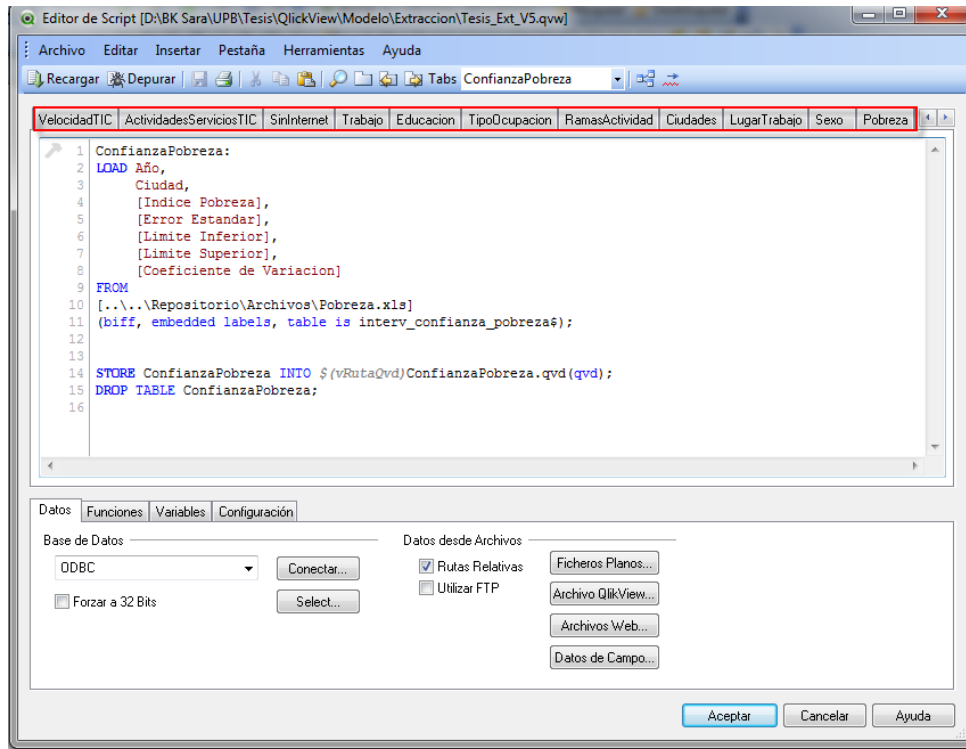 Editor de Script [D:\BK Sara\UPB\Tesis\QlickView\Modelo\Extraccion\Tesis_Ext_V5.qvw]
Archivo Editar Insertar Pestaña Herramientas Ayuda
Recargar Depurar Tabs ConfianzaPobreza
VelocidadTIC ActividadesServiciosTIC SinInternet Trabajo Educacion TipoOcupacion RamasActividad Ciudades LugarTrabajo Sexo Pobreza
1 ConfianzaPobreza:
2 LOAD Año,
3 Ciudad,
4 [Indice Pobreza],
5 [Error Estandar],
6 [Limite Inferior],
7 [Limite Superior],
8 [Coeficiente de Variacion]
9 FROM
10 [..\..\Repositorio\Archivos\Pobreza.xls]
11 (biff, embedded labels, table is interv_confianza_pobreza$);
12
13
14 STORE ConfianzaPobreza INTO $(vRutaQvd)ConfianzaPobreza.qvd(qvd);
15 DROP TABLE ConfianzaPobreza;
16
Datos Funciones Variables Configuración
Base de Datos Datos desde Archivos
ODBC Conectar... Rutas Relativas Ficheros Planos...
Forzar a 32 Bits Select... Utilizar FTP Archivo QlikView...
Archivos Web...
Datos de Campo...
Aceptar Cancelar Ayuda